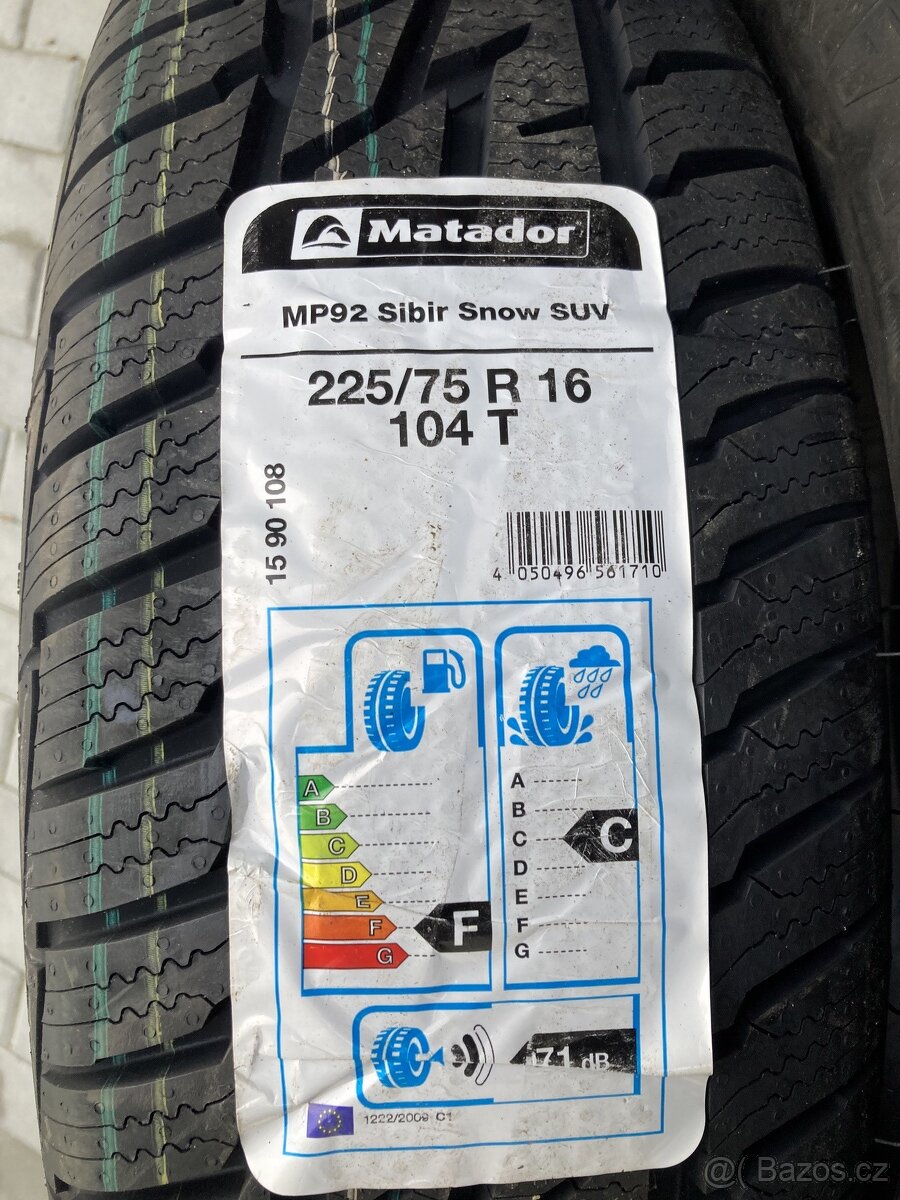 Matador
MP92 Sibir Snow SUV
225/75 R 16
104 T
15 90 108
4 050496 561710
A
B
C
D
E
F
G
F
A
B
C
D
E
F
G
C
71 dB
1222/2009 C1
@( Bazoš.cz